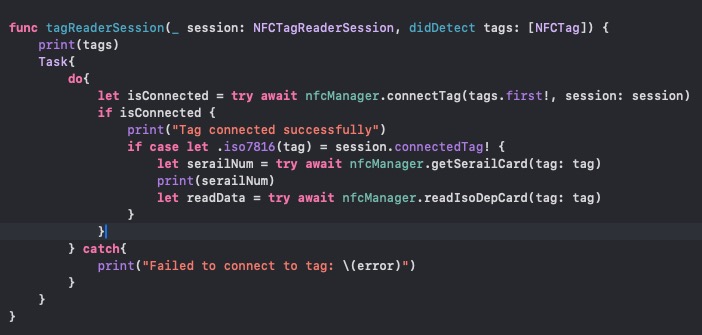 func tagReaderSession(_ session: NFCTagReaderSession, didDetect tags: [NFCTag]) {
print(tags)
Task{
do{
let isConnected = try await nfcManager.connectTag(tags.first!, session: session)
if isConnected {
print("Tag connected successfully")
if case let .iso7816(tag) = session.connectedTag! {
let serailNum = try await nfcManager.getSerailCard(tag: tag)
print(serailNum)
let readData = try await nfcManager.readIsoDepCard(tag: tag)
}
}
} catch{
print("Failed to connect to tag: \(error)")
}
}
}